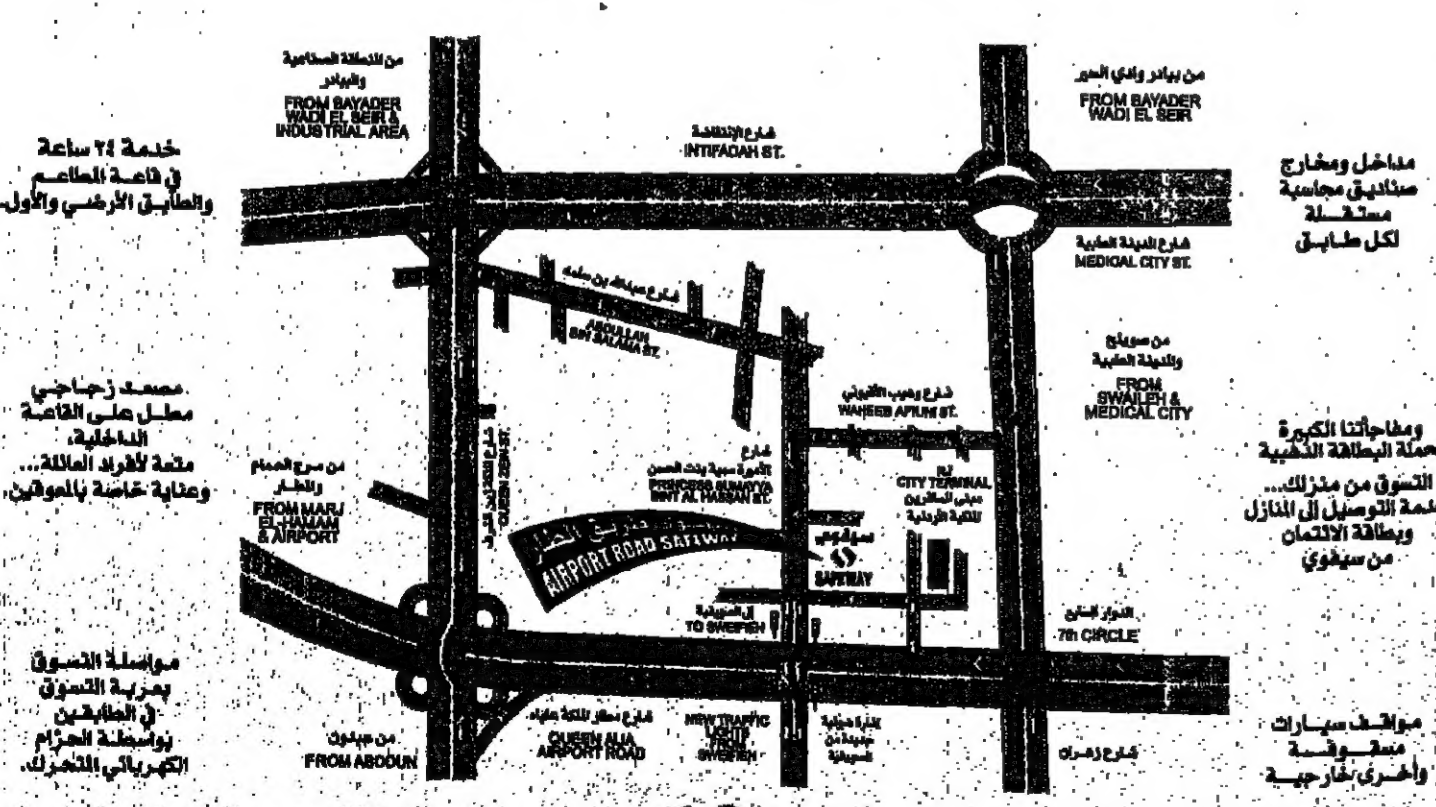 من المنطقة الصناعية
والبيادر
FROM BAYADER
WADI EL SEIR &
INDUSTRIAL AREA
من بيادر وادي السير
FROM BAYADER
WADI EL SEIR
شارع الإنتفاضة
INTIFADAH ST.
خدمة ٢٤ ساعة
في قاعة المطاعم
والطابق الأرضي والأول.
مداخل ومخارج
صناديق محاسبة
مستقلة
لكل طابق
شارع المدينة الطبية
MEDICAL CITY ST.
شارع عبدالله بن سلمه
ABDULLAH
BIN SALAMA ST.
من صويلح
والمدينة الطبية
FROM
SWAILEH &
MEDICAL CITY
مصعد زجاجي
مطل على القاعة
الداخلية،
متعة لأفراد العائلة...
وعناية خاصة بالمعوقين.
شارع وهيب الأفيوني
WAHEEB AFIUNI ST.
ومفاجأتنا الكبيرة
حملة البطاقة الذهبية
التسوق من منزلك...
خدمة التوصيل إلى المنازل
وبطاقة الائتمان
من سيفوي
شارع الملكة زين الشرف
QUEEN ZEIN ST.
من مرج الحمام
والمطار
FROM MARJ
EL-HAMAM
& AIRPORT
شارع
الأميرة سمية بنت الحسن
PRINCESS SUMAYYA
BINT AL HASSAN ST.
CITY TERMINAL
مبنى المسافرين
الملكية الأردنية
سيفوي طريق المطار
AIRPORT ROAD SAFEWAY
سيفوي
SAFEWAY
إلى الصويفية
TO SWEIFIEH
الدوار السابع
7th CIRCLE
مواصلة التسوق
بعربة التسوق
في الطابقين
بواسطة الحزام
الكهربائي المتحرك.
من عبدون
FROM ABDOUN
شارع مطار الملكة علياء
QUEEN ALIA
AIRPORT ROAD
NEW TRAFFIC
LIGHTS
FROM
SWEIFIEH
جديدة من
الصويفية
شارع زهران
مواقف سيارات
مسقوفة
وأخرى خارجية